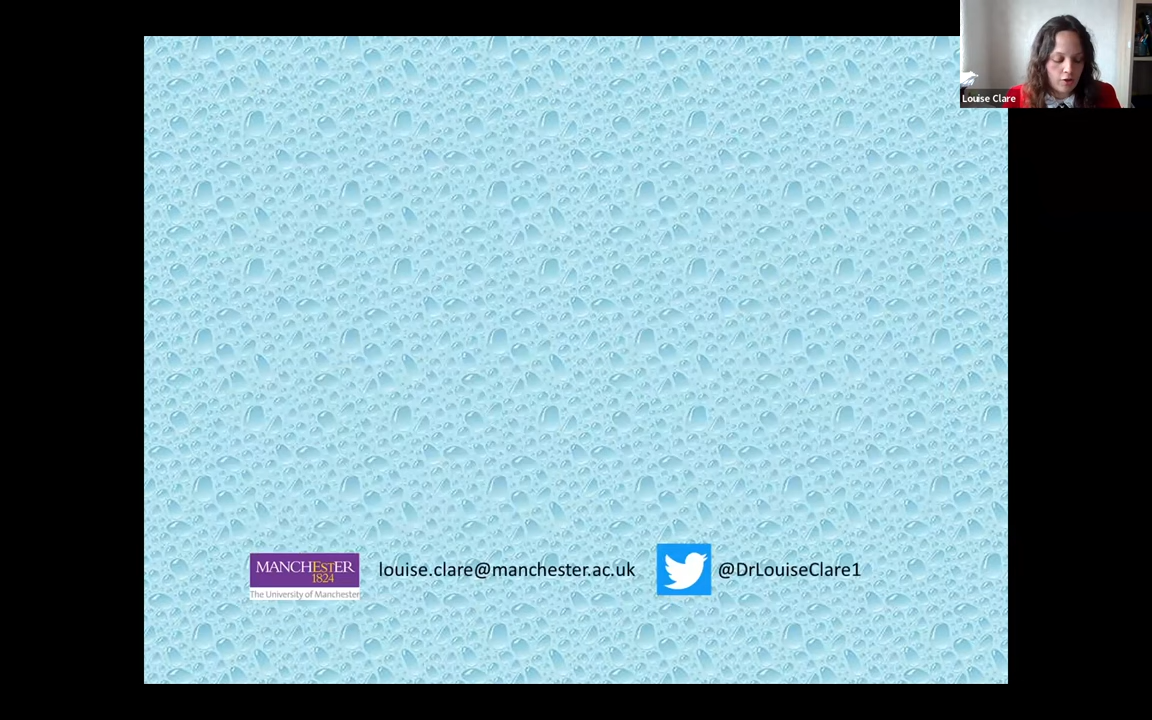 Louise Clare
MANCHESTER
1824
The University of Manchester
louise.clare@manchester.ac.uk
@DrLouiseClare1